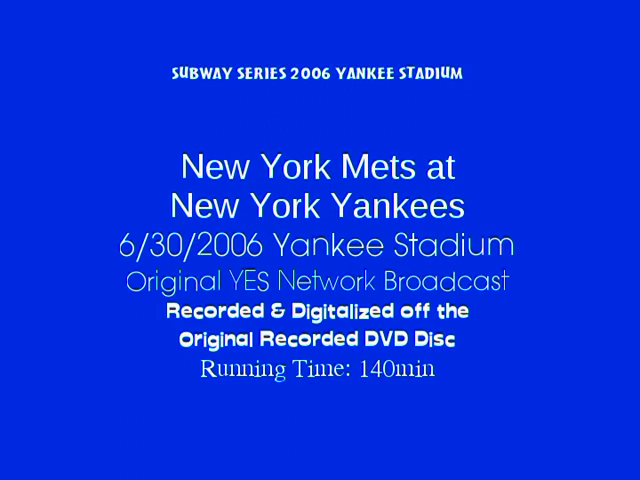 SUBWAY SERIES 2006 YANKEE STADIUM
New York Mets at
New York Yankees
6/30/2006 Yankee Stadium
Original YES Network Broadcast
Recorded & Digitalized off the
Original Recorded DVD Disc
Running Time: 140min